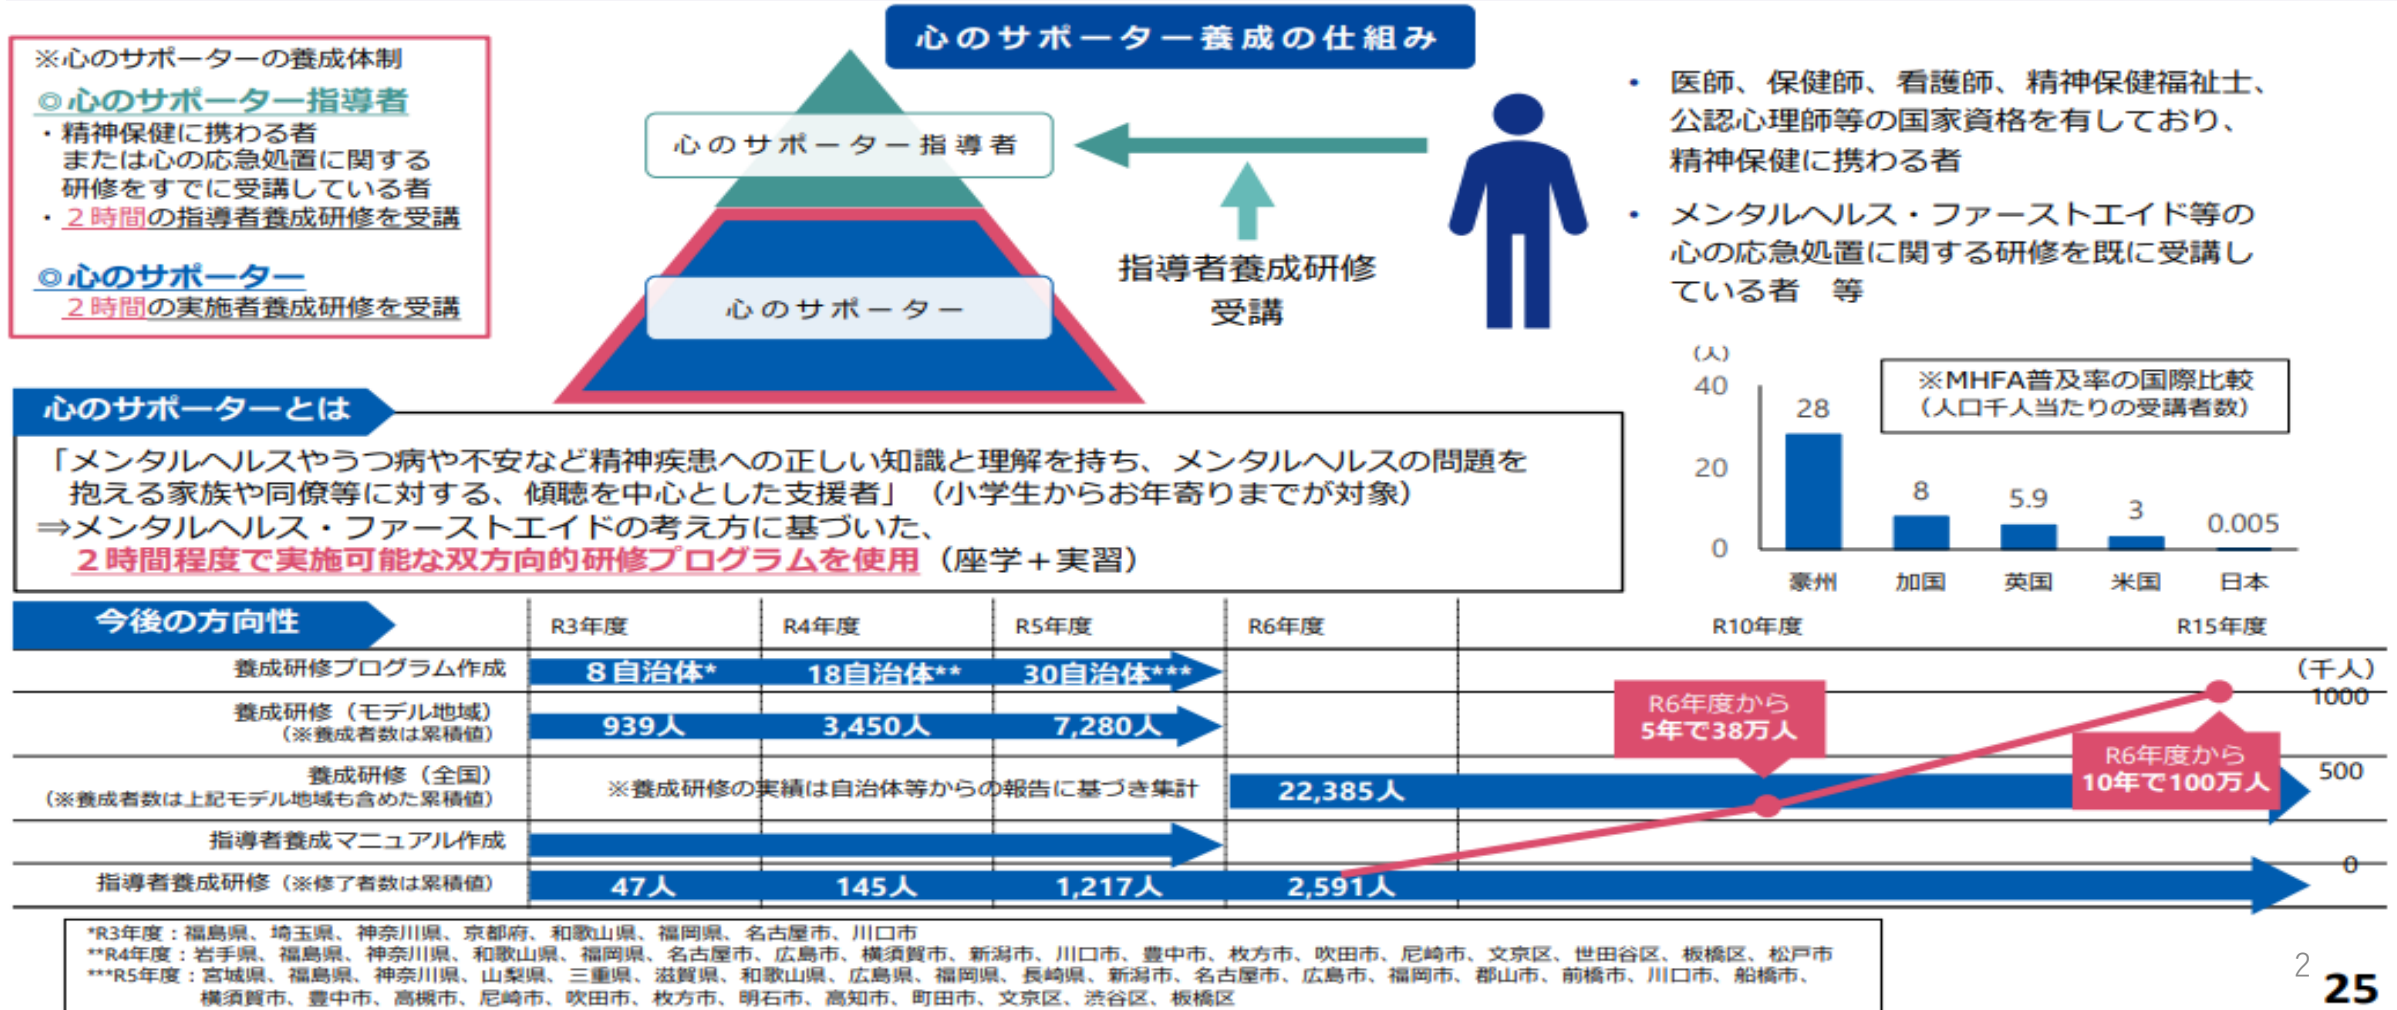 心のサポーター養成の仕組み
※心のサポーターの養成体制
◎心のサポーター指導者
・精神保健に携わる者
または心の応急処置に関する
研修をすでに受講している者
・２時間の指導者養成研修を受講
◎心のサポーター
２時間の実施者養成研修を受講
心のサポーター指導者
心のサポーター
指導者養成研修
受講
• 医師、保健師、看護師、精神保健福祉士、
公認心理師等の国家資格を有しており、
精神保健に携わる者
• メンタルヘルス・ファーストエイド等の
心の応急処置に関する研修を既に受講し
ている者　等
(人)
40
20
0
※MHFA普及率の国際比較
（人口千人当たりの受講者数）
28
8
5.9
3
0.005
豪州
加国
英国
米国
日本
心のサポーターとは
「メンタルヘルスやうつ病や不安など精神疾患への正しい知識と理解を持ち、メンタルヘルスの問題を
抱える家族や同僚等に対する、傾聴を中心とした支援者」（小学生からお年寄りまでが対象）
⇒メンタルヘルス・ファーストエイドの考え方に基づいた、
２時間程度で実施可能な双方向的研修プログラムを使用（座学＋実習）
今後の方向性
R3年度
R4年度
R5年度
R6年度
R10年度
R15年度
養成研修プログラム作成
８自治体*
18自治体**
30自治体***
（千人）
1000
養成研修（モデル地域）
（※養成者数は累積値）
939人
3,450人
7,280人
R6年度から
5年で38万人
R6年度から
10年で100万人
500
養成研修（全国）
（※養成者数は上記モデル地域も含めた累積値）
※養成研修の実績は自治体等からの報告に基づき集計
22,385人
指導者養成マニュアル作成
0
指導者養成研修（※修了者数は累積値）
47人
145人
1,217人
2,591人
*R3年度：福島県、埼玉県、神奈川県、京都府、和歌山県、福岡県、名古屋市、川口市
**R4年度：岩手県、福島県、神奈川県、和歌山県、福岡県、名古屋市、広島市、横須賀市、新潟市、川口市、豊中市、枚方市、吹田市、尼崎市、文京区、世田谷区、板橋区、松戸市
***R5年度：宮城県、福島県、神奈川県、山梨県、三重県、滋賀県、和歌山県、広島県、福岡県、長崎県、新潟市、名古屋市、広島市、福岡市、郡山市、前橋市、川口市、船橋市、
横須賀市、豊中市、高槻市、尼崎市、吹田市、枚方市、明石市、高知市、町田市、文京区、渋谷区、板橋区
2
25